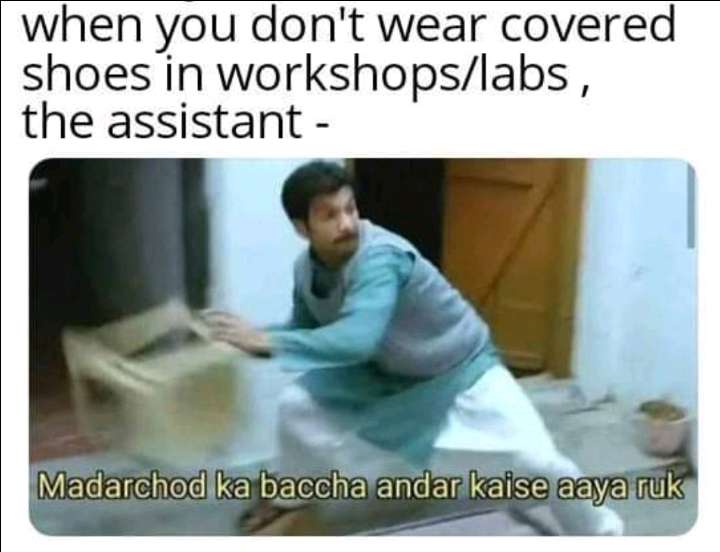 when you don't wear covered
shoes in workshops/labs ,
the assistant -
Madarchod ka baccha andar kaise aaya ruk